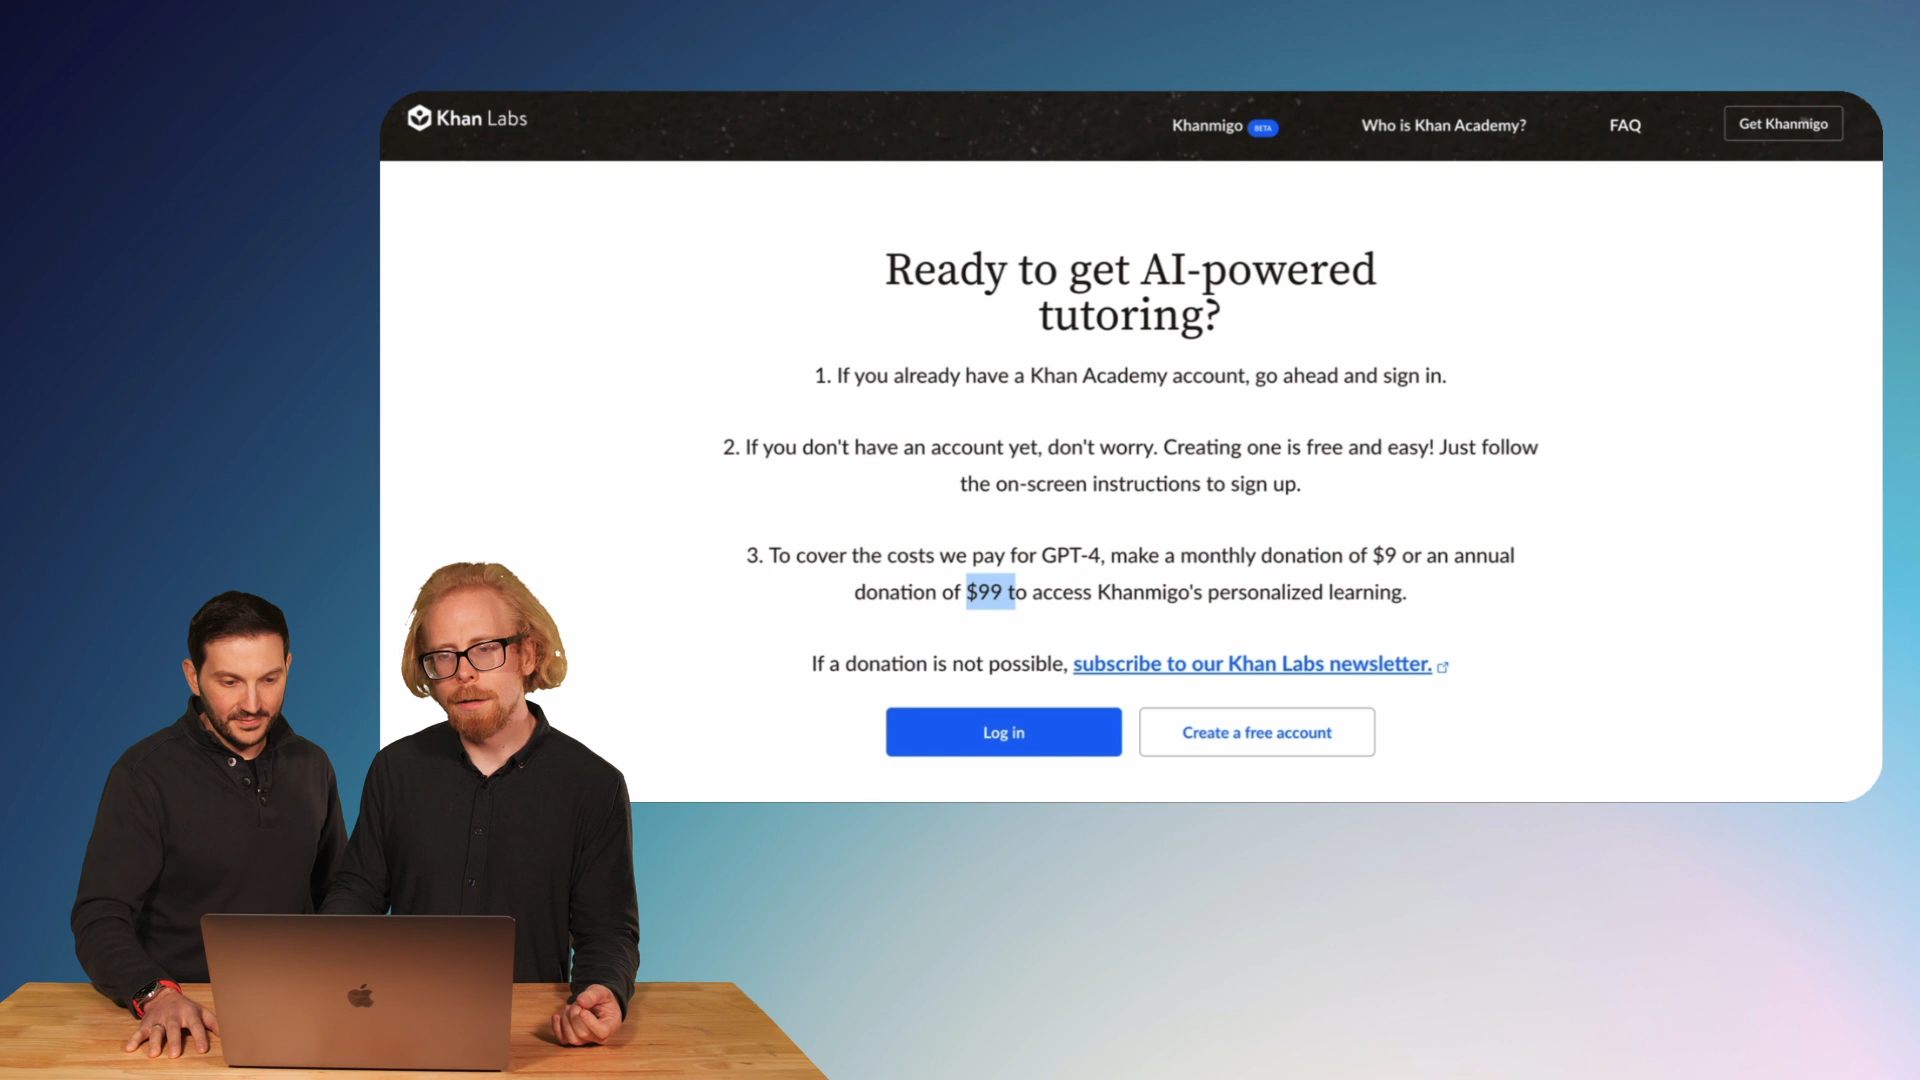 Khan Labs
Khanmigo BETA
Who is Khan Academy?
FAQ
Get Khanmigo
Ready to get AI-powered
tutoring?
1. If you already have a Khan Academy account, go ahead and sign in.
2. If you don't have an account yet, don't worry. Creating one is free and easy! Just follow
the on-screen instructions to sign up.
3. To cover the costs we pay for GPT-4, make a monthly donation of $9 or an annual
donation of $99 to access Khanmigo's personalized learning.
If a donation is not possible, subscribe to our Khan Labs newsletter.
Log in
Create a free account